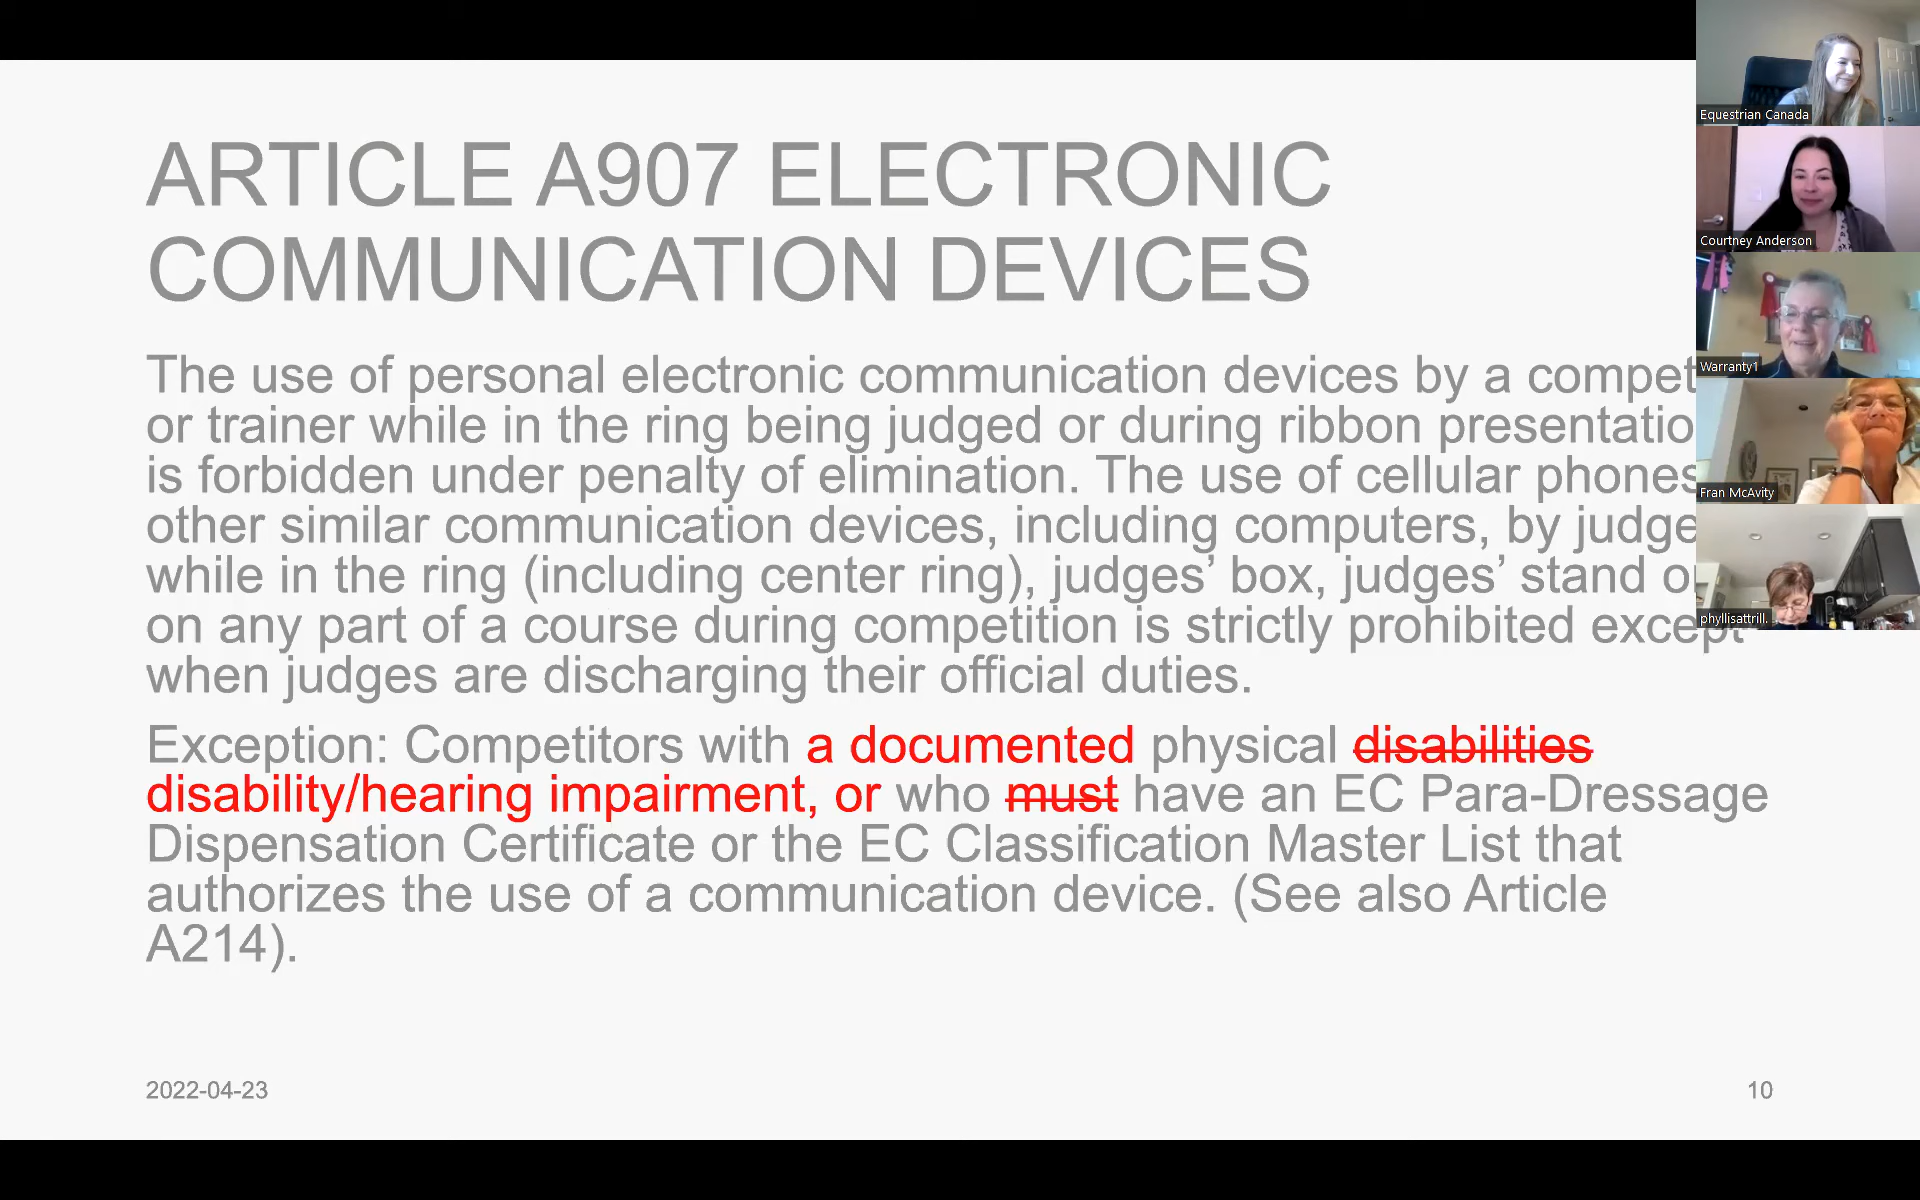 ARTICLE A907 ELECTRONIC
COMMUNICATION DEVICES
The use of personal electronic communication devices by a
or trainer while in the ring being judged or during ribbon
is forbidden under penalty of elimination. The use of cellular phones
other similar communication devices, including computers, by
while in the ring (including center ring), judges’ box, judges’ stand
on any part of a course during competition is strictly prohibited except
when judges are discharging their official duties.
Exception: Competitors with a documented physical disabilities
disability/hearing impairment, or who must have an EC Para-Dressage
Dispensation Certificate or the EC Classification Master List that
authorizes the use of a communication device. (See also Article
A214).
2022-04-23
10
Equestrian Canada
Courtney Anderson
Warranty1
Fran McAvity
phyllisattrill.